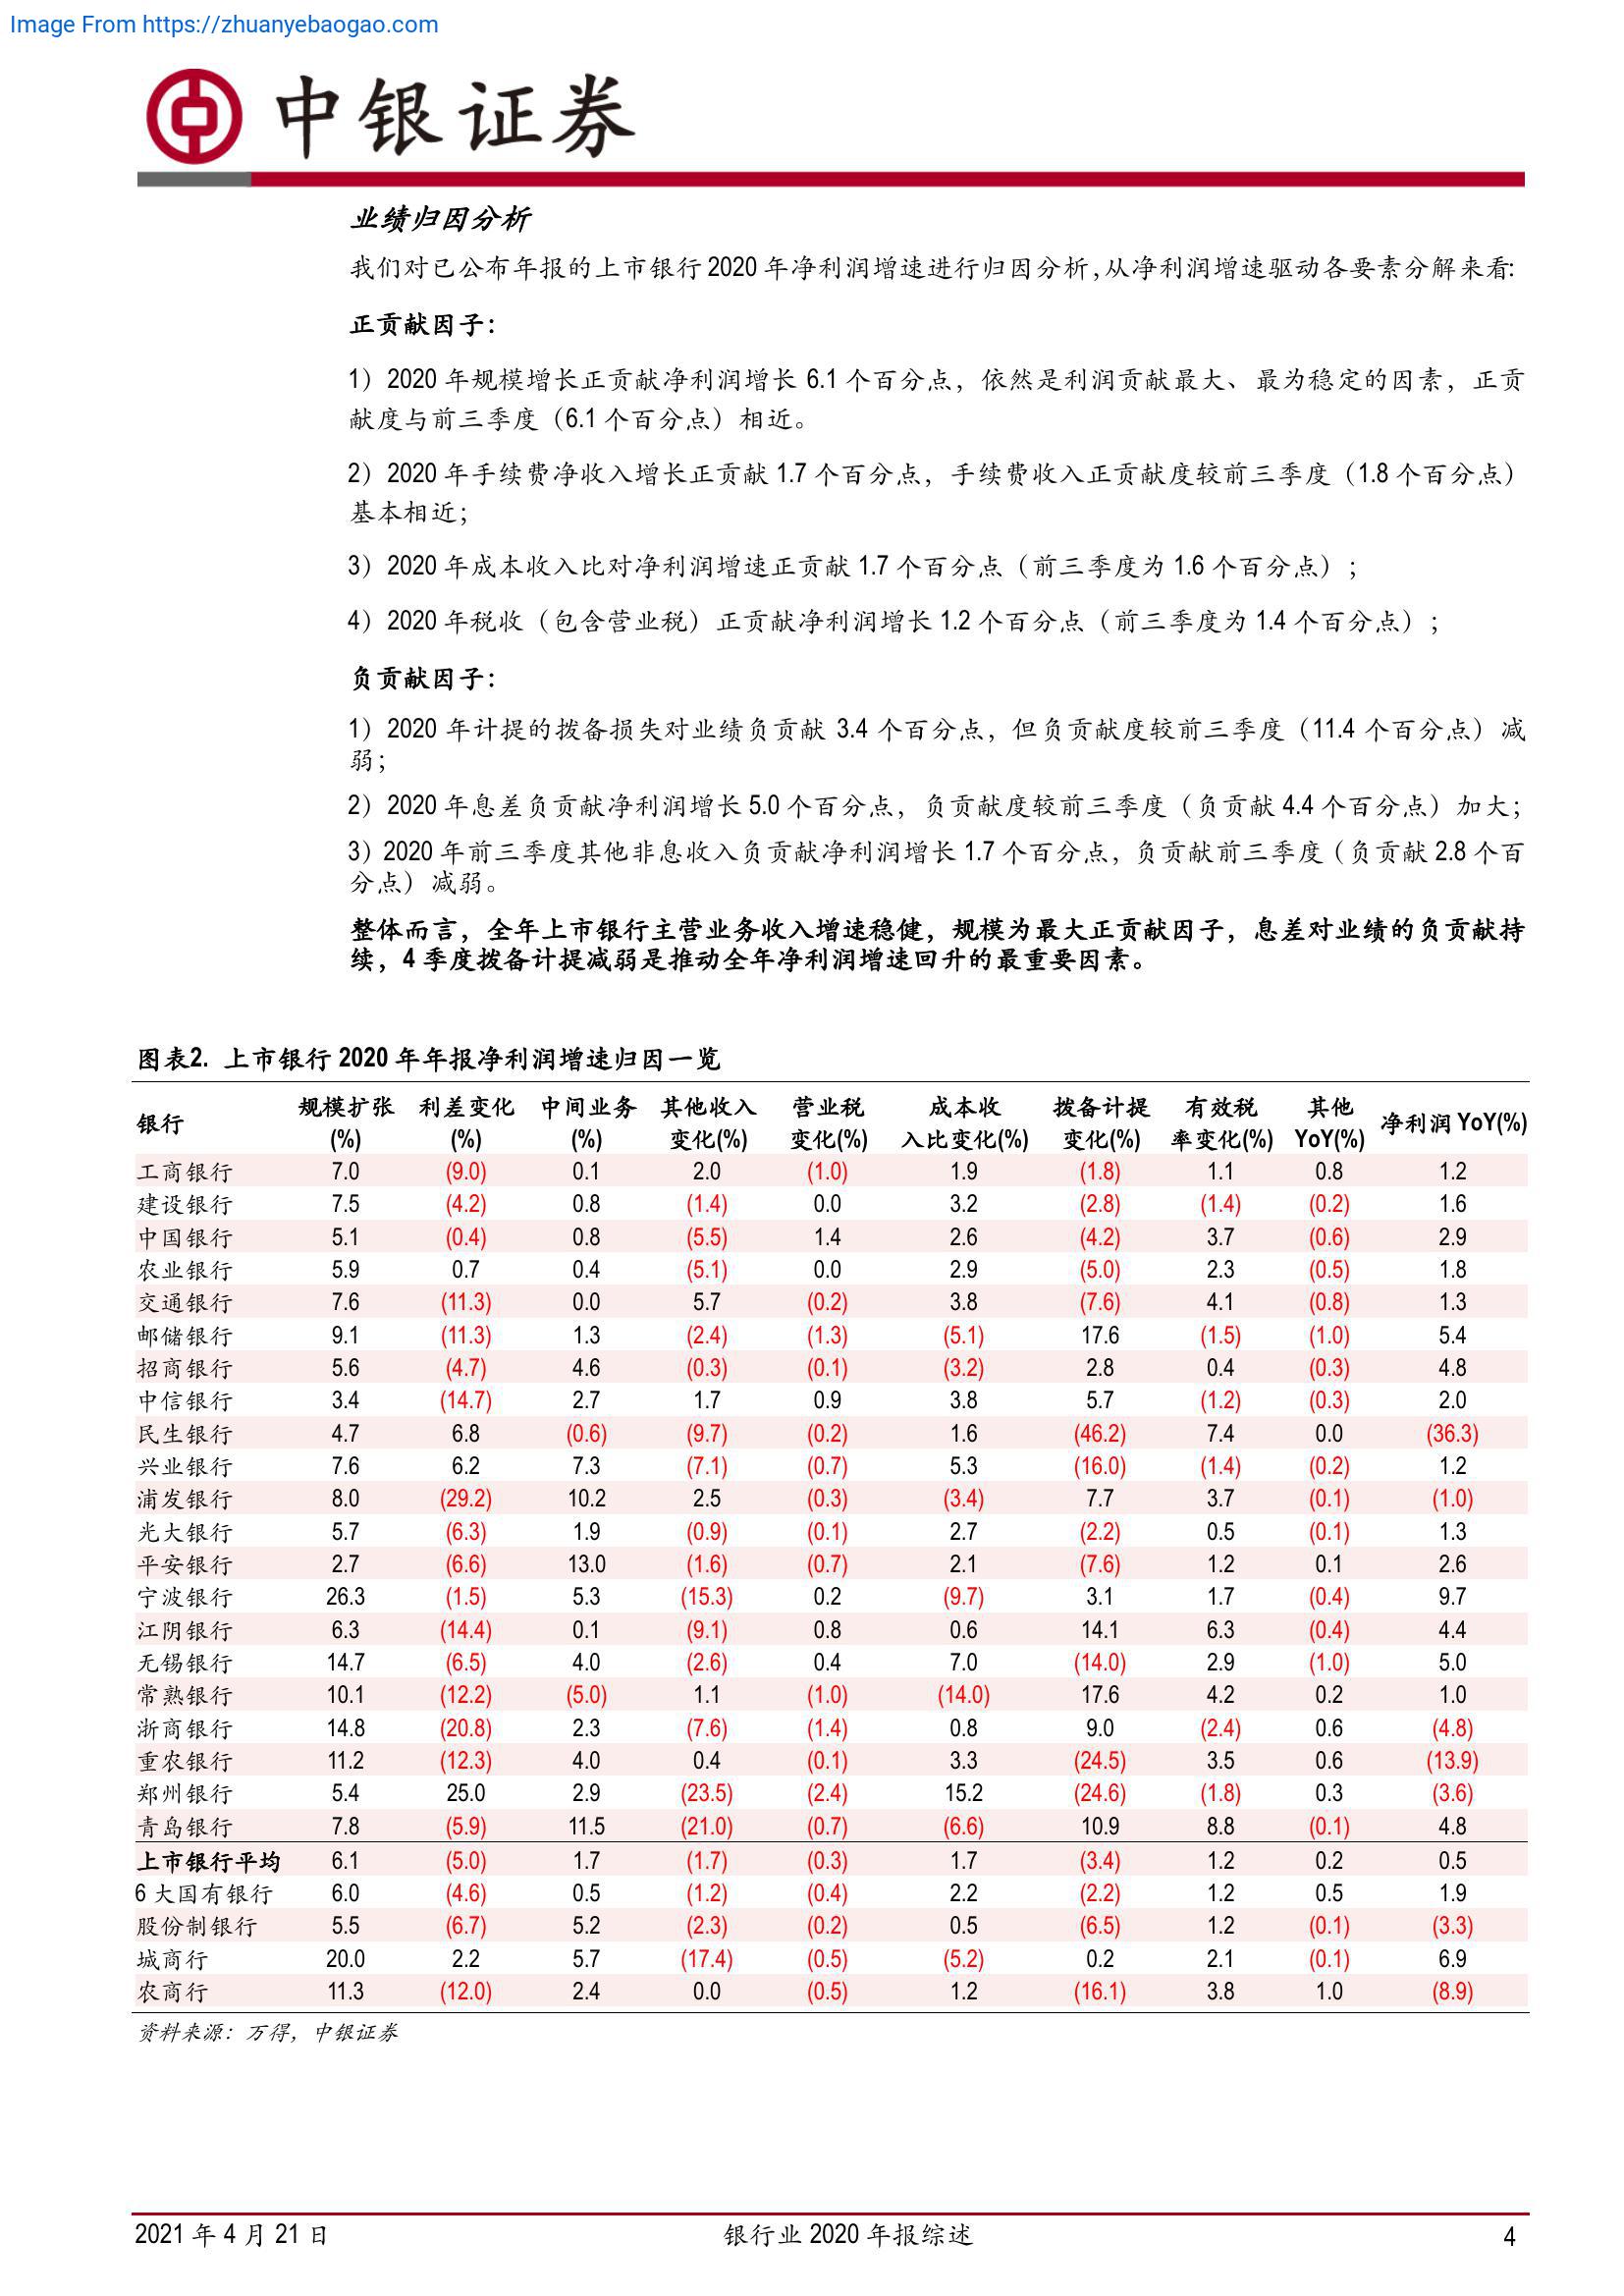 Image From https://zhuanyebaogao.com
中银证券
业绩归因分析
我们对已公布年报的上市银行 2020 年净利润增速进行归因分析，从净利润增速驱动各要素分解来看：
正贡献因子：
1）2020 年规模增长正贡献净利润增长 6.1 个百分点，依然是利润贡献最大、最为稳定的因素，正贡
献度与前三季度（6.1 个百分点）相近。
2）2020 年手续费净收入增长正贡献 1.7 个百分点，手续费收入正贡献度较前三季度（1.8 个百分点）
基本相近；
3）2020 年成本收入比对净利润增速正贡献 1.7 个百分点（前三季度为 1.6 个百分点）；
4）2020 年税收（包含营业税）正贡献净利润增长 1.2 个百分点（前三季度为 1.4 个百分点）；
负贡献因子：
1）2020 年计提的拨备损失对业绩负贡献 3.4 个百分点，但负贡献度较前三季度（11.4 个百分点）减
弱；
2）2020 年息差负贡献净利润增长 5.0 个百分点，负贡献度较前三季度（负贡献 4.4 个百分点）加大；
3）2020 年前三季度其他非息收入负贡献净利润增长 1.7 个百分点，负贡献前三季度（负贡献 2.8 个百
分点）减弱。
整体而言，全年上市银行主营业务收入增速稳健，规模为最大正贡献因子，息差对业绩的负贡献持
续，4 季度拨备计提减弱是推动全年净利润增速回升的最重要因素。
图表2. 上市银行 2020 年年报净利润增速归因一览
银行 规模扩张(%) 利差变化(%) 中间业务(%) 其他收入变化(%) 营业税变化(%) 成本收入比变化(%) 拨备计提变化(%) 有效税率变化(%) 其他YoY(%) 净利润 YoY(%)
工商银行 7.0 (9.0) 0.1 2.0 (1.0) 1.9 (1.8) 1.1 0.8 1.2
建设银行 7.5 (4.2) 0.8 (1.4) 0.0 3.2 (2.8) (1.4) (0.2) 1.6
中国银行 5.1 (0.4) 0.8 (5.5) 1.4 2.6 (4.2) 3.7 (0.6) 2.9
农业银行 5.9 0.7 0.4 (5.1) 0.0 2.9 (5.0) 2.3 (0.5) 1.8
交通银行 7.6 (11.3) 0.0 5.7 (0.2) 3.8 (7.6) 4.1 (0.8) 1.3
邮储银行 9.1 (11.3) 1.3 (2.4) (1.3) (5.1) 17.6 (1.5) (1.0) 5.4
招商银行 5.6 (4.7) 4.6 (0.3) (0.1) (3.2) 2.8 0.4 (0.3) 4.8
中信银行 3.4 (14.7) 2.7 1.7 0.9 3.8 5.7 (1.2) (0.3) 2.0
民生银行 4.7 6.8 (0.6) (9.7) (0.2) 1.6 (46.2) 7.4 0.0 (36.3)
兴业银行 7.6 6.2 7.3 (7.1) (0.7) 5.3 (16.0) (1.4) (0.2) 1.2
浦发银行 8.0 (29.2) 10.2 2.5 (0.3) (3.4) 7.7 3.7 (0.1) (1.0)
光大银行 5.7 (6.3) 1.9 (0.9) (0.1) 2.7 (2.2) 0.5 (0.1) 1.3
平安银行 2.7 (6.6) 13.0 (1.6) (0.7) 2.1 (7.6) 1.2 0.1 2.6
宁波银行 26.3 (1.5) 5.3 (15.3) 0.2 (9.7) 3.1 1.7 (0.4) 9.7
江阴银行 6.3 (14.4) 0.1 (9.1) 0.8 0.6 14.1 6.3 (0.4) 4.4
无锡银行 14.7 (6.5) 4.0 (2.6) 0.4 7.0 (14.0) 2.9 (1.0) 5.0
常熟银行 10.1 (12.2) (5.0) 1.1 (1.0) (14.0) 17.6 4.2 0.2 1.0
浙商银行 14.8 (20.8) 2.3 (7.6) (1.4) 0.8 9.0 (2.4) 0.6 (4.8)
重农银行 11.2 (12.3) 4.0 0.4 (0.1) 3.3 (24.5) 3.5 0.6 (13.9)
郑州银行 5.4 25.0 2.9 (23.5) (2.4) 15.2 (24.6) (1.8) 0.3 (3.6)
青岛银行 7.8 (5.9) 11.5 (21.0) (0.7) (6.6) 10.9 8.8 (0.1) 4.8
上市银行平均 6.1 (5.0) 1.7 (1.7) (0.3) 1.7 (3.4) 1.2 0.2 0.5
6 大国有银行 6.0 (4.6) 0.5 (1.2) (0.4) 2.2 (2.2) 1.2 0.5 1.9
股份制银行 5.5 (6.7) 5.2 (2.3) (0.2) 0.5 (6.5) 1.2 (0.1) (3.3)
城商行 20.0 2.2 5.7 (17.4) (0.5) (5.2) 0.2 2.1 (0.1) 6.9
农商行 11.3 (12.0) 2.4 0.0 (0.5) 1.2 (16.1) 3.8 1.0 (8.9)
资料来源：万得，中银证券
2021 年 4 月 21 日 银行业 2020 年报综述 4